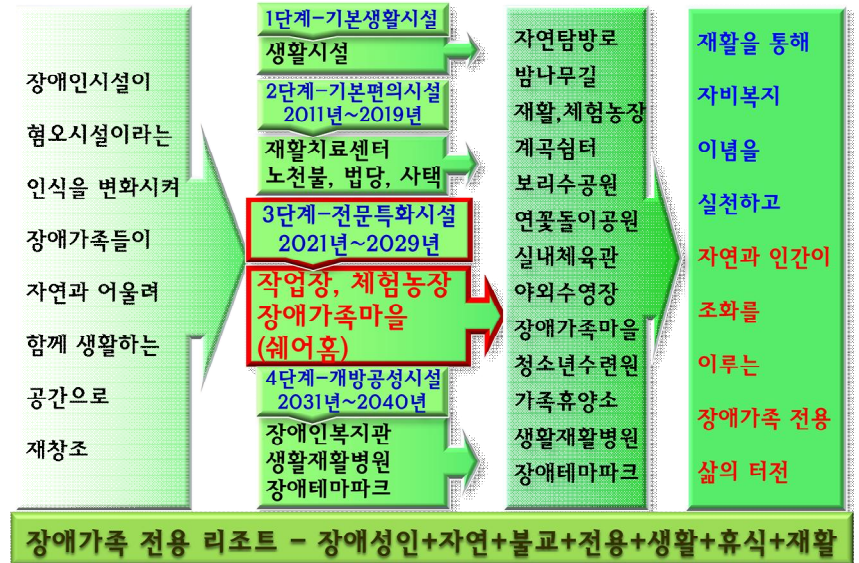 장애인시설이
혐오시설이라는
인식을 변화시켜
장애가족들이
자연과 어울려
함께 생활하는
공간으로
재창조
1단계-기본생활시설
생활시설
2단계-기본편의시설
2011년~2019년
재활치료센터
노천불, 법당, 사택
3단계-전문특화시설
2021년~2029년
작업장, 체험농장
장애가족마을
(쉐어홈)
4단계-개방공성시설
2031년~2040년
장애인복지관
생활재활병원
장애테마파크
자연탐방로
밤나무길
재활,체험농장
계곡쉼터
보리수공원
연꽃돌이공원
실내체육관
야외수영장
장애가족마을
청소년수련원
가족휴양소
생활재활병원
장애테마파크
재활을 통해
자비복지
이념을
실천하고
자연과 인간이
조화를
이루는
장애가족 전용
삶의 터전
장애가족 전용 리조트 - 장애성인+자연+불교+전용+생활+휴식+재활